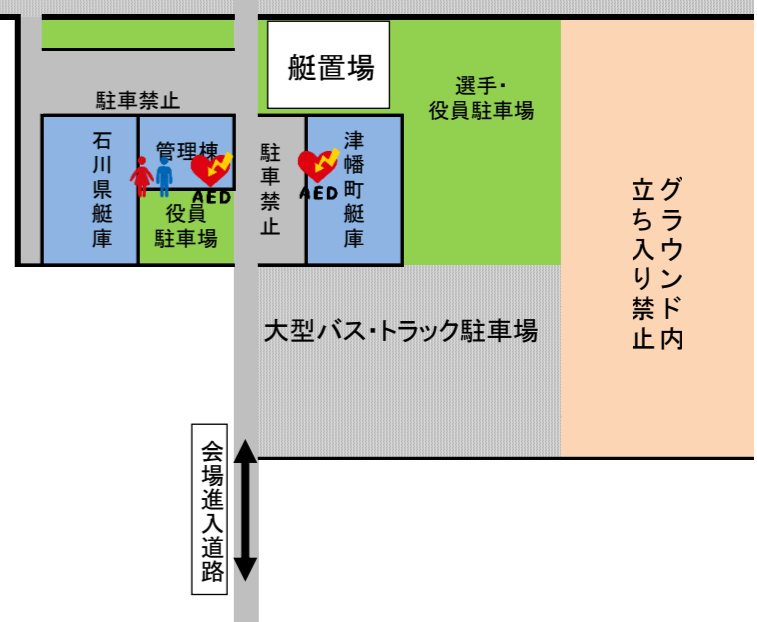 艇置場
選手・
役員駐車場
駐車禁止
石川県艇庫
管理棟
AED
役員
駐車場
駐車禁止
AED
津幡町艇庫
グラウンド内
立ち入り禁止
大型バス・トラック駐車場
会場進入道路